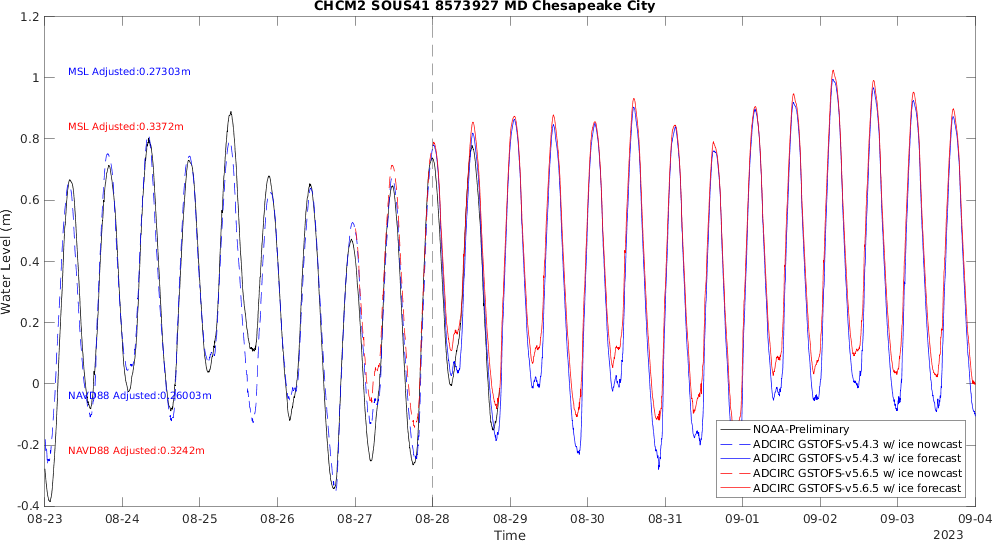 CHCM2 SOUS41 8573927 MD Chesapeake City
1.2
1
0.8
0.6
0.4
0.2
0
-0.2
-0.4
Water Level (m)
MSL Adjusted:0.27303m
MSL Adjusted:0.3372m
NAVD88 Adjusted:0.26003m
NAVD88 Adjusted:0.3242m
NOAA-Preliminary
ADCIRC GSTOFS-v5.4.3 w/ ice nowcast
ADCIRC GSTOFS-v5.4.3 w/ ice forecast
ADCIRC GSTOFS-v5.6.5 w/ ice nowcast
ADCIRC GSTOFS-v5.6.5 w/ ice forecast
08-23 08-24 08-25 08-26 08-27 08-28 08-29 08-30 08-31 09-01 09-02 09-03 09-04
Time
2023